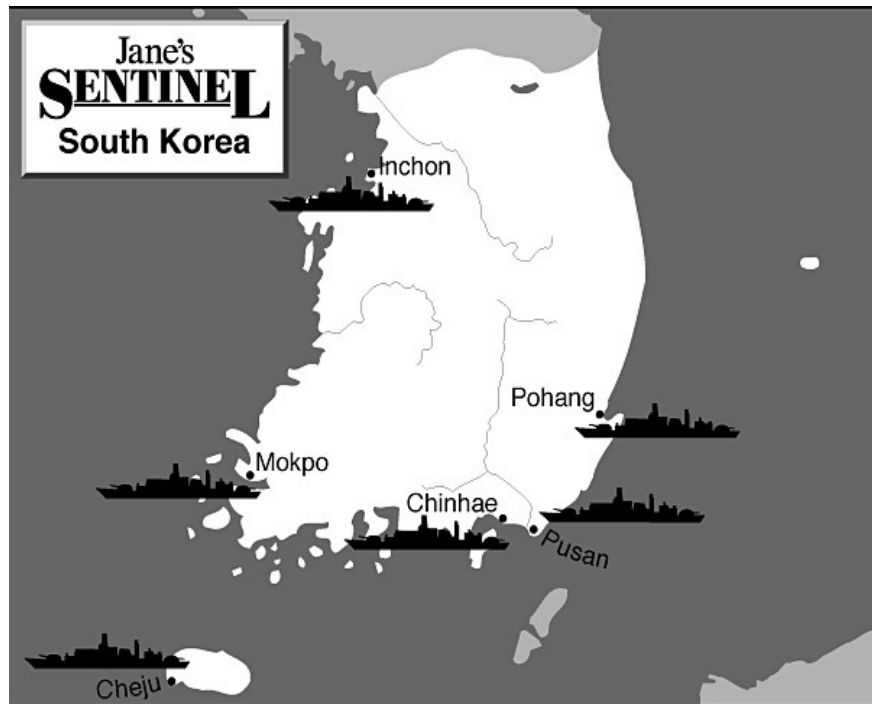 Jane's
SENTINEL
South Korea
Inchon
Pohang
Mokpo
Chinhae
Pusan
Cheju